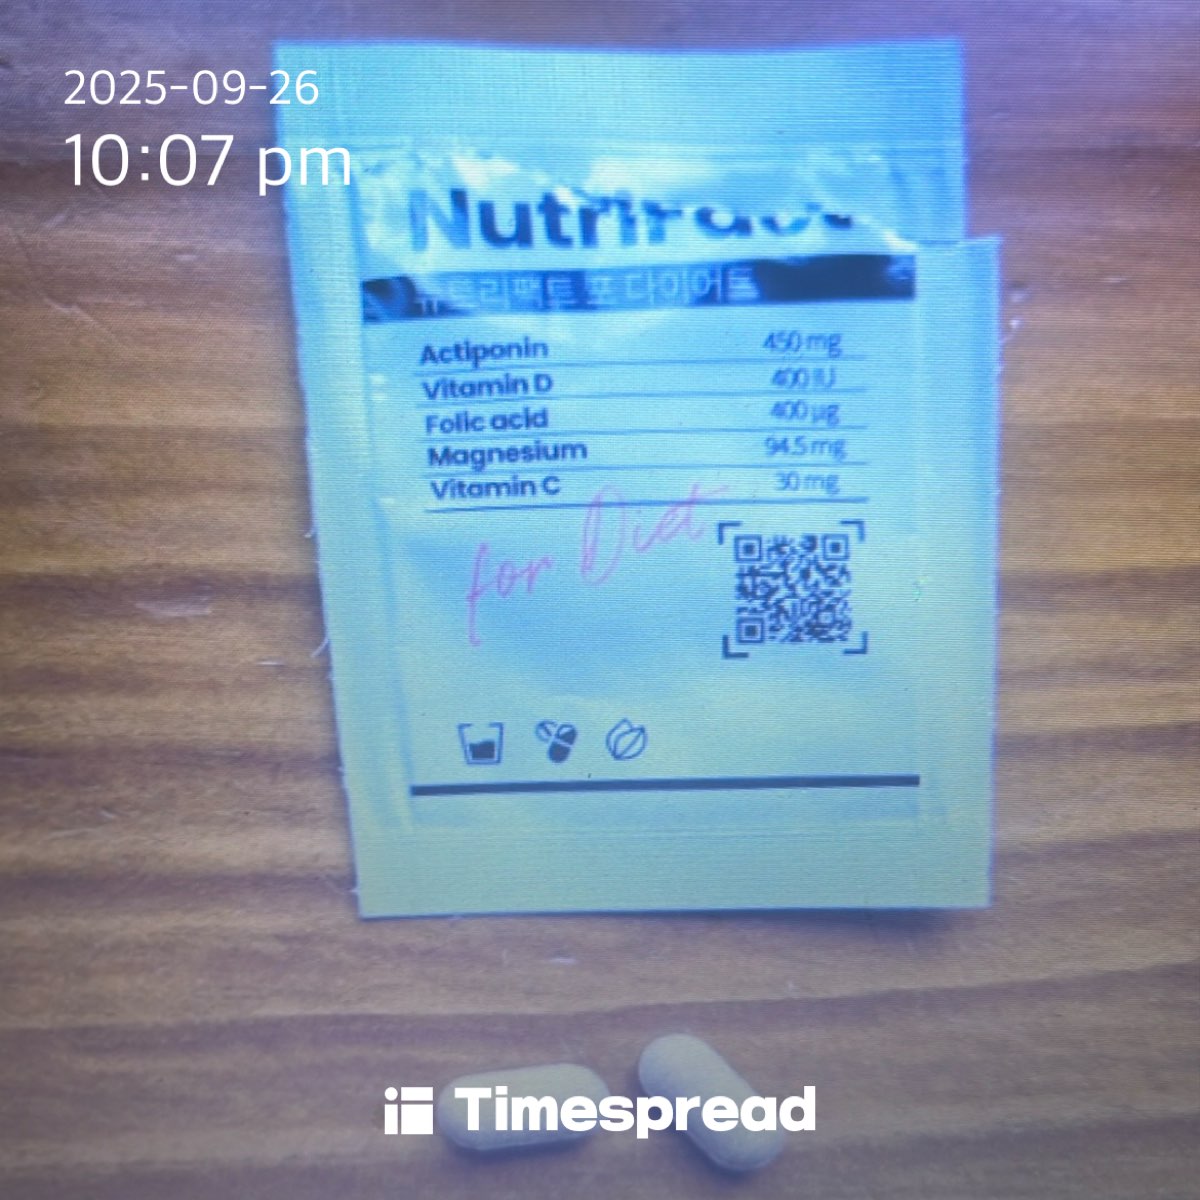 2025-09-26
10:07 pm
뉴트리팩트 포 다이어트
Actiponin 450 mg
Vitamin D 400 IU
Folic acid 400 µg
Magnesium 94.5 mg
Vitamin C 30 mg
for Diet
Timespread